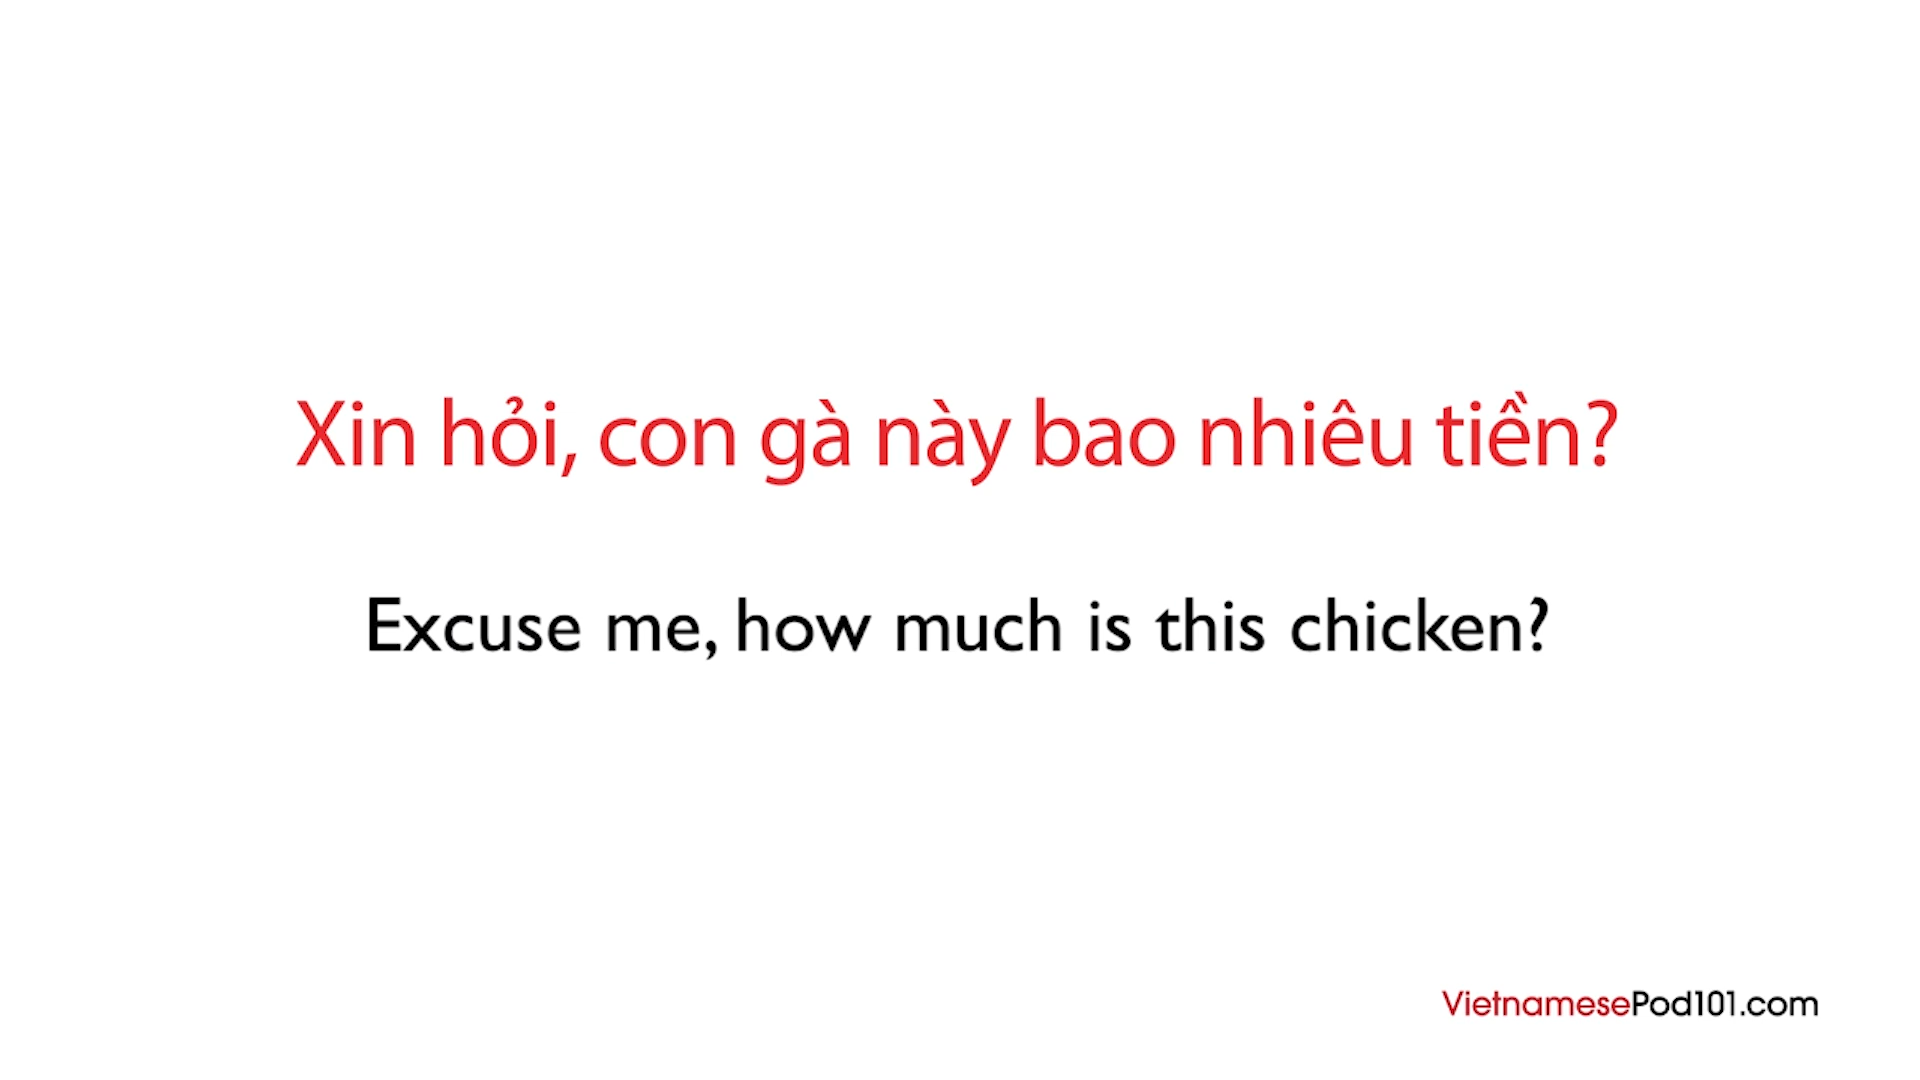 Xin hỏi, con gà này bao nhiêu tiền?
Excuse me, how much is this chicken?
VietnamesePod101.com